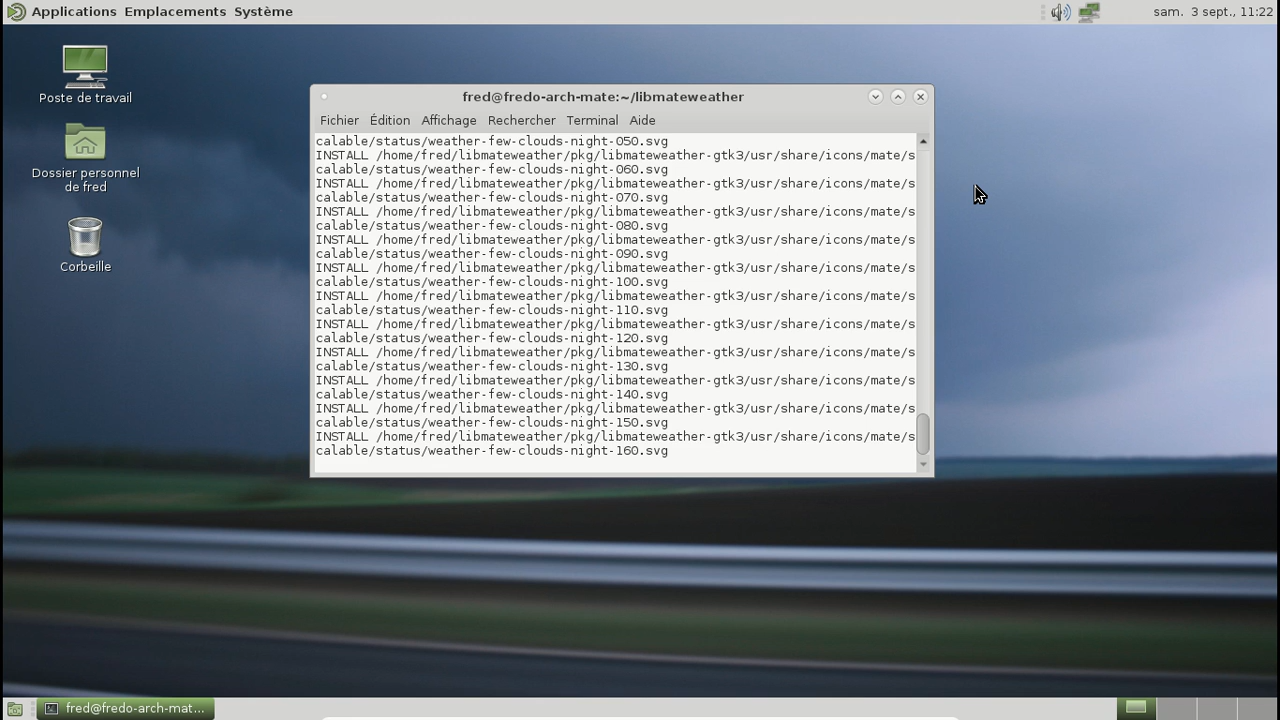 Applications Emplacements Système
sam. 3 sept., 11:22
Poste de travail
Dossier personnel
de fred
Corbeille
fred@fredo-arch-mate:~/libmateweather
Fichier Édition Affichage Rechercher Terminal Aide
calable/status/weather-few-clouds-night-050.svg
INSTALL /home/fred/libmateweather/pkg/libmateweather-gtk3/usr/share/icons/mate/s
calable/status/weather-few-clouds-night-060.svg
INSTALL /home/fred/libmateweather/pkg/libmateweather-gtk3/usr/share/icons/mate/s
calable/status/weather-few-clouds-night-070.svg
INSTALL /home/fred/libmateweather/pkg/libmateweather-gtk3/usr/share/icons/mate/s
calable/status/weather-few-clouds-night-080.svg
INSTALL /home/fred/libmateweather/pkg/libmateweather-gtk3/usr/share/icons/mate/s
calable/status/weather-few-clouds-night-090.svg
INSTALL /home/fred/libmateweather/pkg/libmateweather-gtk3/usr/share/icons/mate/s
calable/status/weather-few-clouds-night-100.svg
INSTALL /home/fred/libmateweather/pkg/libmateweather-gtk3/usr/share/icons/mate/s
calable/status/weather-few-clouds-night-110.svg
INSTALL /home/fred/libmateweather/pkg/libmateweather-gtk3/usr/share/icons/mate/s
calable/status/weather-few-clouds-night-120.svg
INSTALL /home/fred/libmateweather/pkg/libmateweather-gtk3/usr/share/icons/mate/s
calable/status/weather-few-clouds-night-130.svg
INSTALL /home/fred/libmateweather/pkg/libmateweather-gtk3/usr/share/icons/mate/s
calable/status/weather-few-clouds-night-140.svg
INSTALL /home/fred/libmateweather/pkg/libmateweather-gtk3/usr/share/icons/mate/s
calable/status/weather-few-clouds-night-150.svg
INSTALL /home/fred/libmateweather/pkg/libmateweather-gtk3/usr/share/icons/mate/s
calable/status/weather-few-clouds-night-160.svg
fred@fredo-arch-mat...